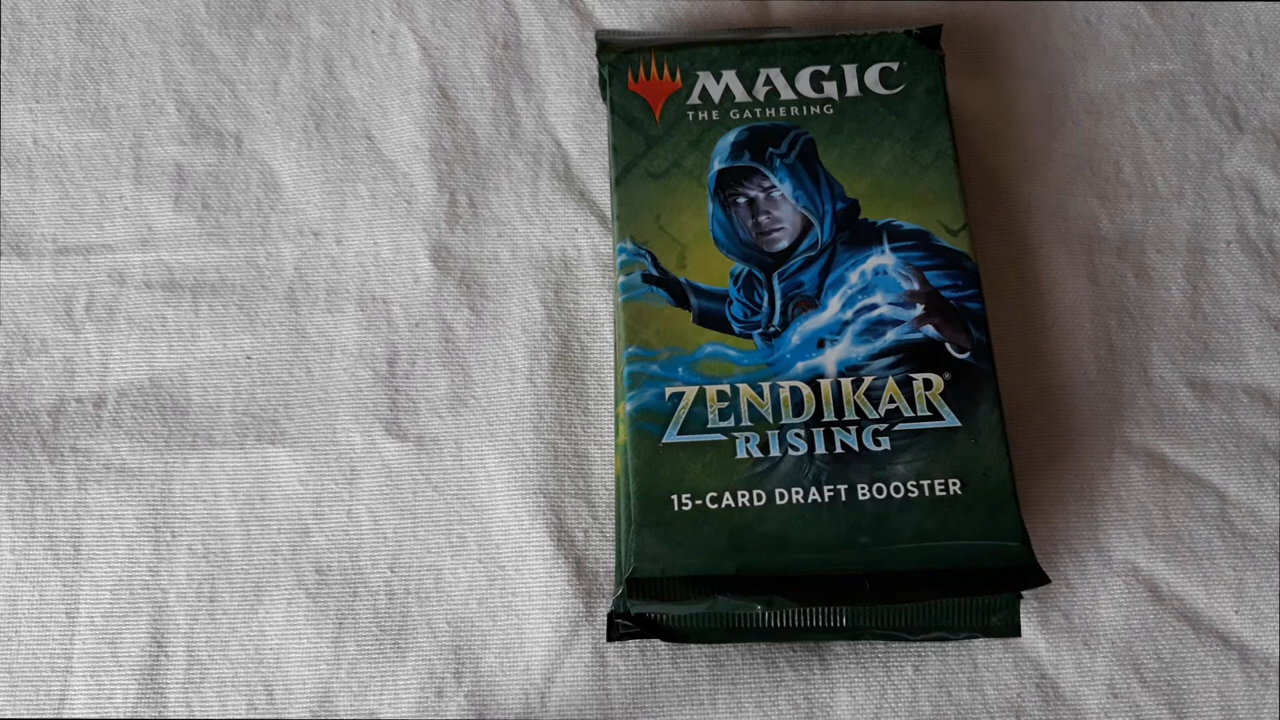 MAGIC
THE GATHERING
ZENDIKAR®
RISING
15-CARD DRAFT BOOSTER